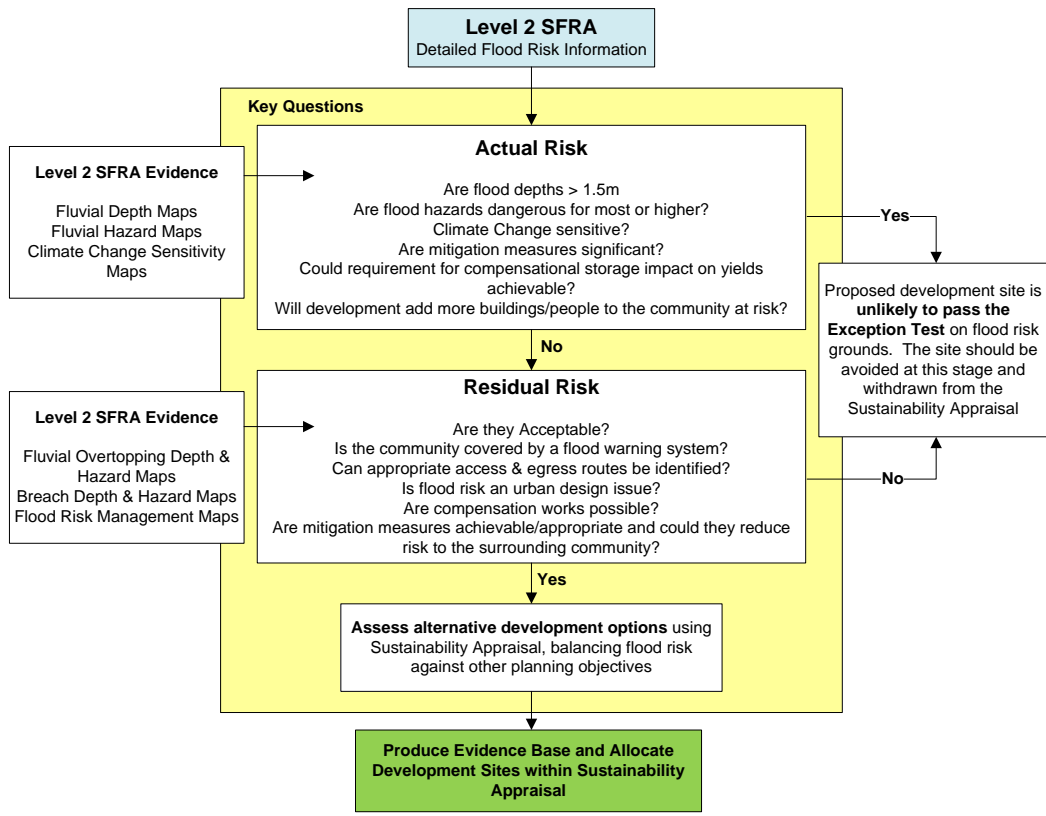 Level 2 SFRA
Detailed Flood Risk Information
Key Questions
Actual Risk
Are flood depths > 1.5m
Are flood hazards dangerous for most or higher?
Climate Change sensitive?
Are mitigation measures significant?
Could requirement for compensational storage impact on yields
achievable?
Will development add more buildings/people to the community at risk?
Level 2 SFRA Evidence
Fluvial Depth Maps
Fluvial Hazard Maps
Climate Change Sensitivity
Maps
Yes
Proposed development site is
unlikely to pass the
Exception Test on flood risk
grounds. The site should be
avoided at this stage and
withdrawn from the
Sustainability Appraisal
No
Residual Risk
Are they Acceptable?
Is the community covered by a flood warning system?
Can appropriate access & egress routes be identified?
Is flood risk an urban design issue?
Are compensation works possible?
Are mitigation measures achievable/appropriate and could they reduce
risk to the surrounding community?
Level 2 SFRA Evidence
Fluvial Overtopping Depth &
Hazard Maps
Breach Depth & Hazard Maps
Flood Risk Management Maps
No
Yes
Assess alternative development options using
Sustainability Appraisal, balancing flood risk
against other planning objectives
Produce Evidence Base and Allocate
Development Sites within Sustainability
Appraisal